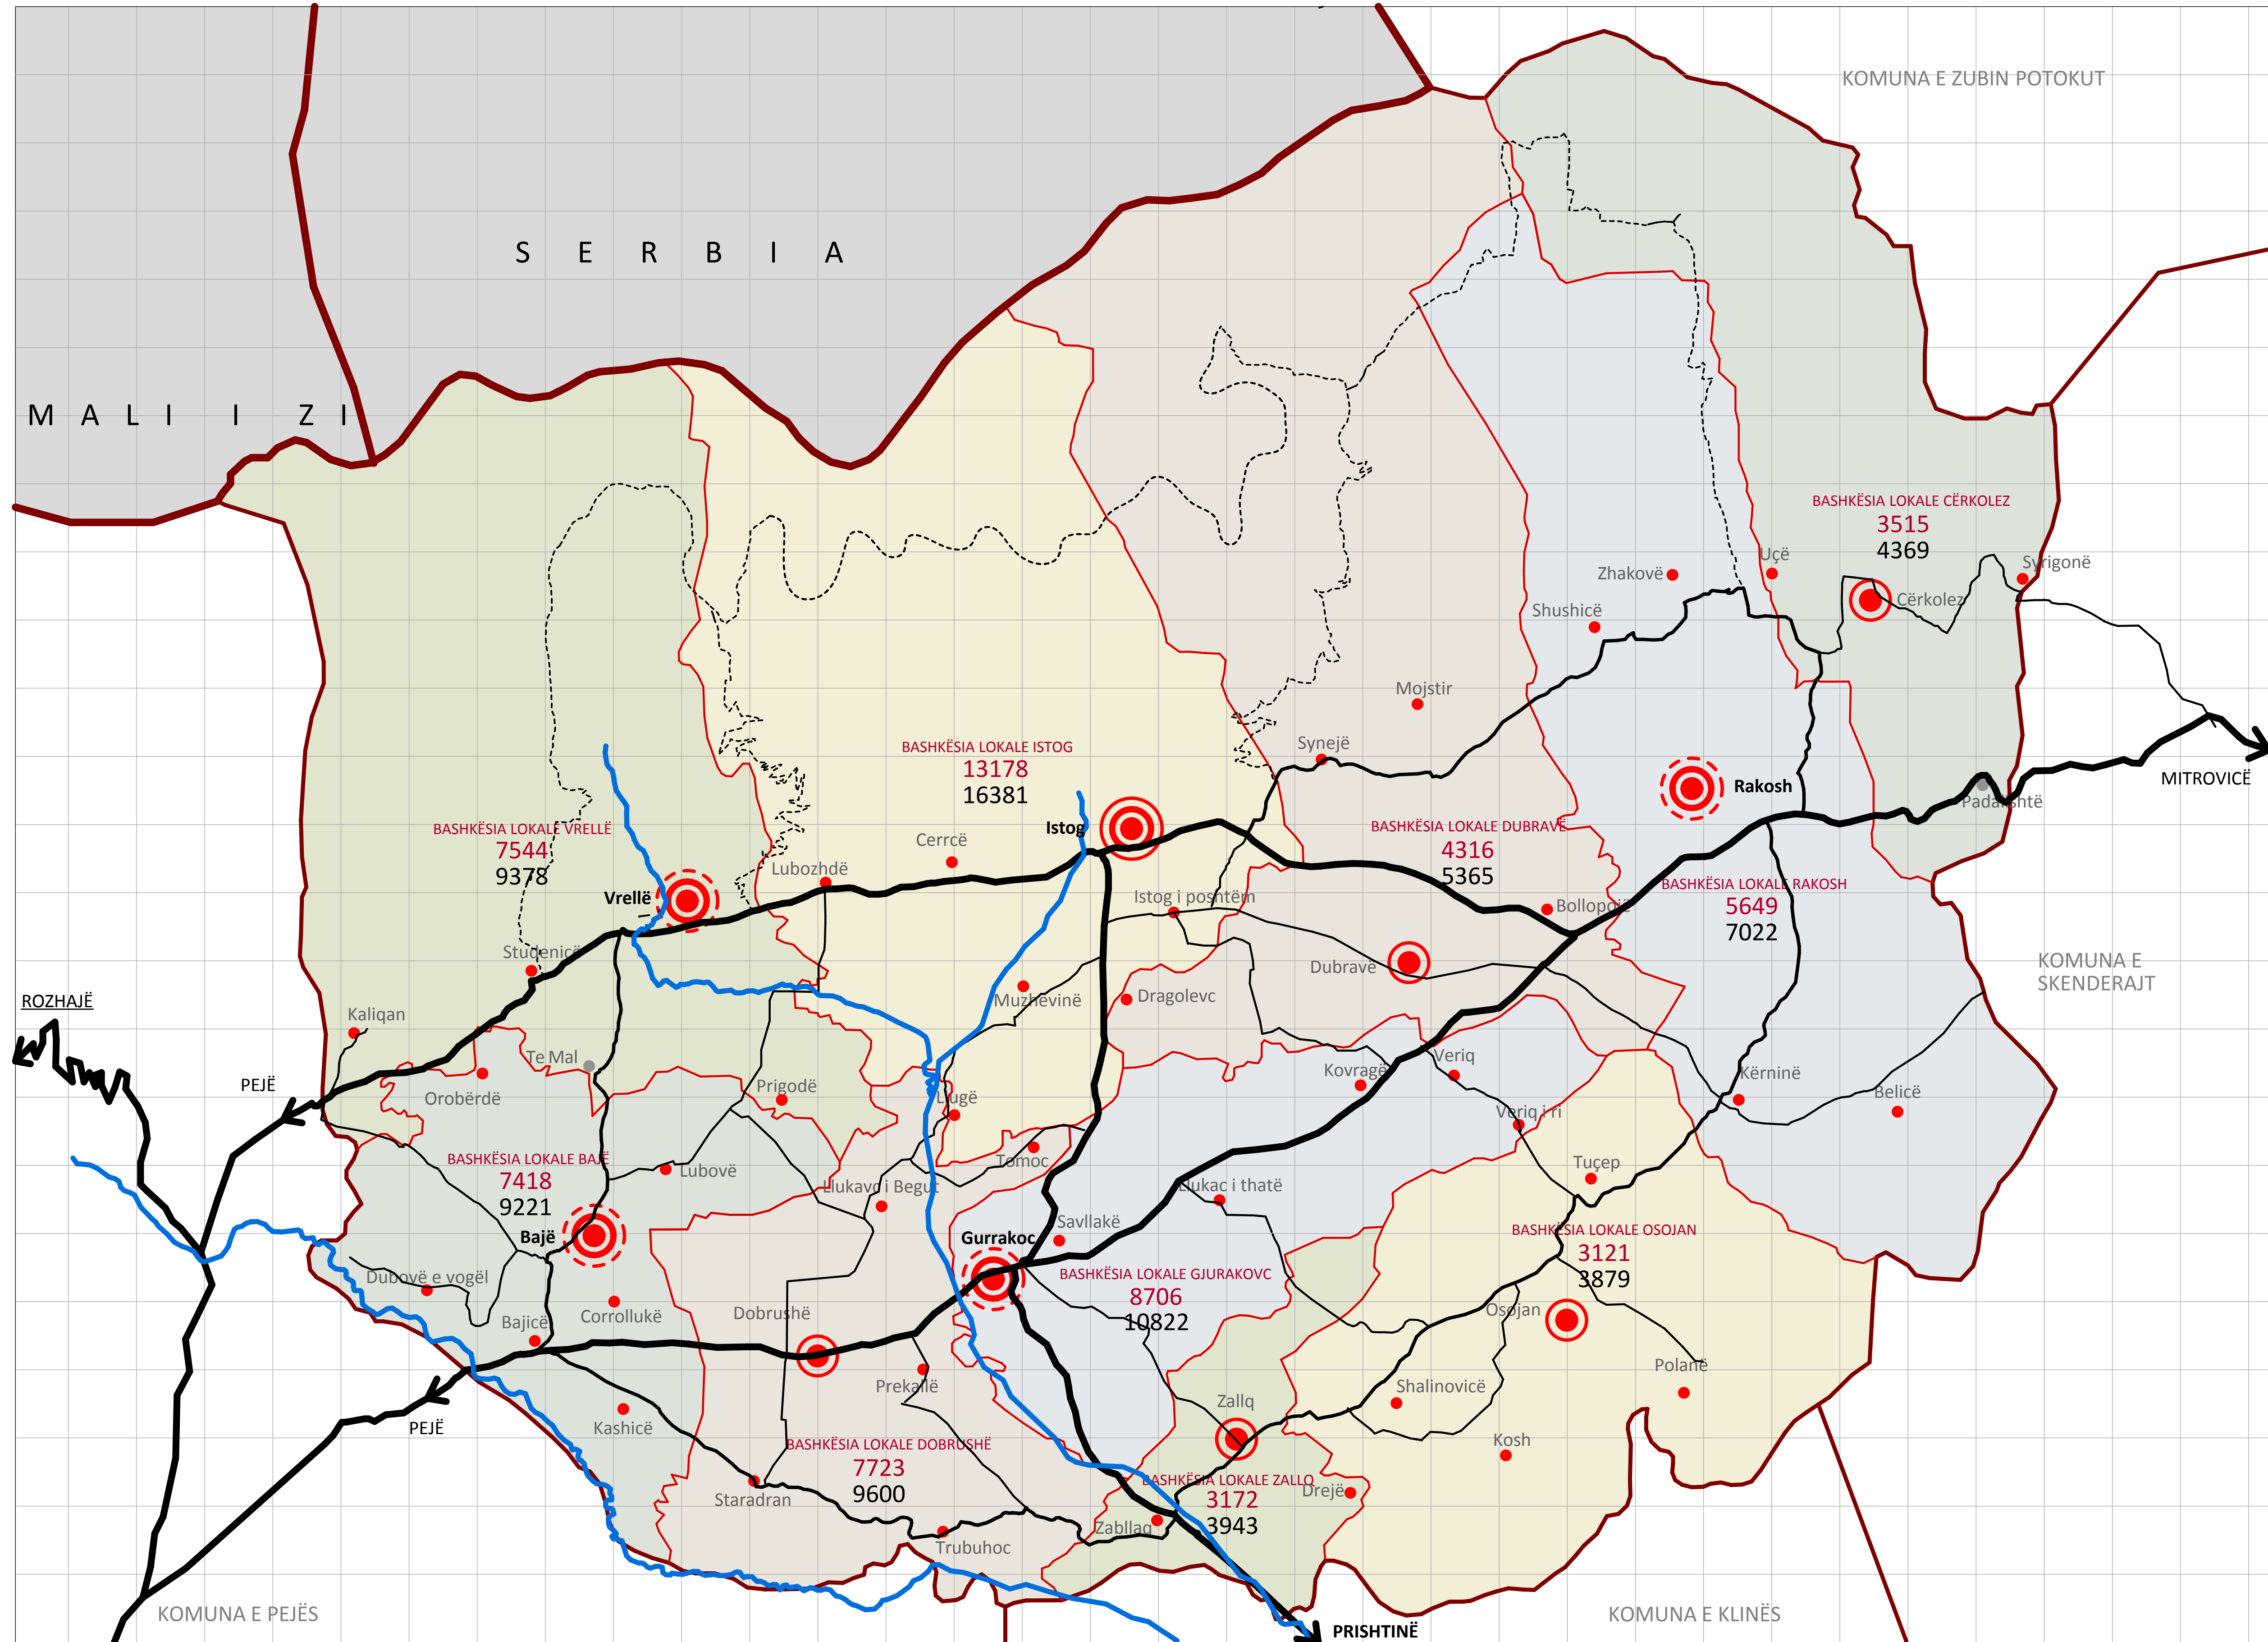 KOMUNA E ZUBIN POTOKUT
S E R B I A
M A L I I Z I
BASHKËSIA LOKALE CËRKOLEZ
3515
4369
Uçë
Syrigonë
Zhakovë
Cërkolez
Shushicë
Mojstir
Synejë
BASHKËSIA LOKALE ISTOG
13178
16381
MITROVICË
Rakosh
Padalishtë
Istog
BASHKËSIA LOKALE DUBRAVË
4316
5365
BASHKËSIA LOKALE VRELLË
7544
9378
Cerrcë
Lubozhdë
BASHKËSIA LOKALE RAKOSH
5649
7022
Vrellë
Istog i poshtëm
Bollopojë
Studenicë
Dubravë
KOMUNA E
SKENDERAJT
ROZHAJË
Muzhevinë
Dragolevc
Kaliqan
Te Mal
Veriq
Kovragë
Kërninë
PEJË
Prigodë
Orobërdë
Llugë
Belicë
Veriq i ri
BASHKËSIA LOKALE BAJË
7418
9221
Tomoc
Tuçep
Lubovë
Llukavc i Begut
Llukac i thatë
Savllakë
BASHKËSIA LOKALE OSOJAN
3121
3879
Bajë
Gurrakoc
BASHKËSIA LOKALE GJURAKOVC
8706
10822
Dubovë e vogël
Osojan
Dobrushë
Corrollukë
Bajicë
Polanë
Prekallë
Shalinovicë
Zallq
PEJË
Kashicë
Kosh
BASHKËSIA LOKALE DOBRUSHË
7723
9600
BASHKËSIA LOKALE ZALLQ
3172
3943
Drejë
Staradran
Zabllaq
Trubuhoc
KOMUNA E PEJËS
KOMUNA E KLINËS
PRISHTINË